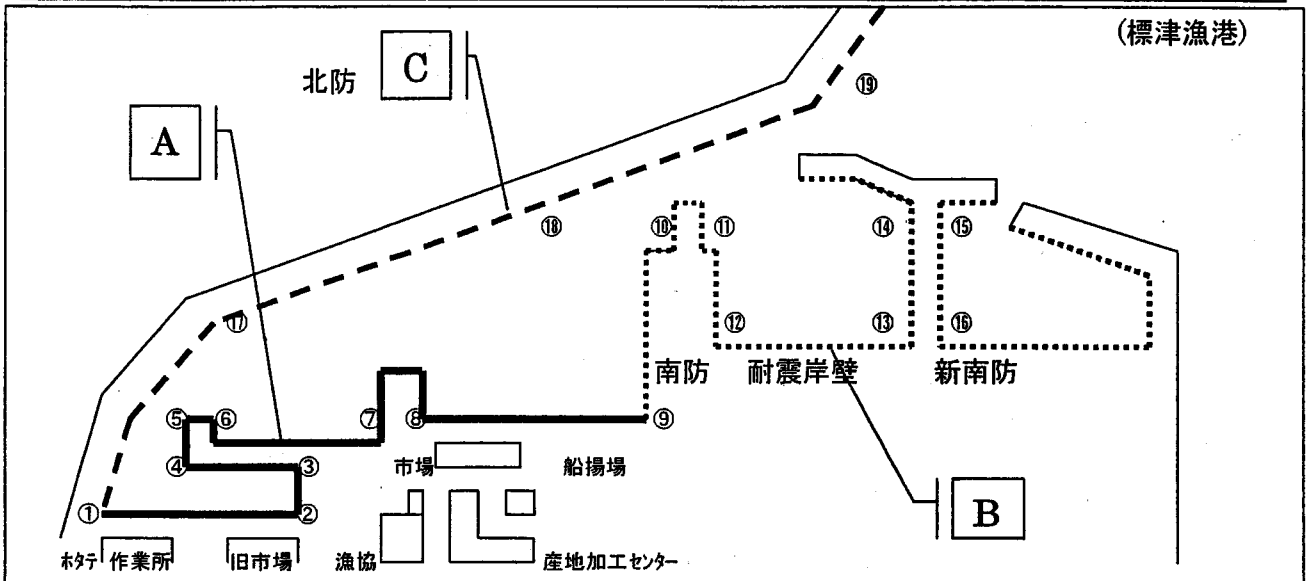 (標津漁港)
北防
C
⑲
A
⑱
⑩
⑪
⑭
⑮
⑰
⑫
⑬
⑯
南防
耐震岸壁
新南防
⑤
⑥
⑦
⑧
⑨
④
③
市場
船揚場
①
②
B
ホタテ
作業所
旧市場
漁協
産地加工センター